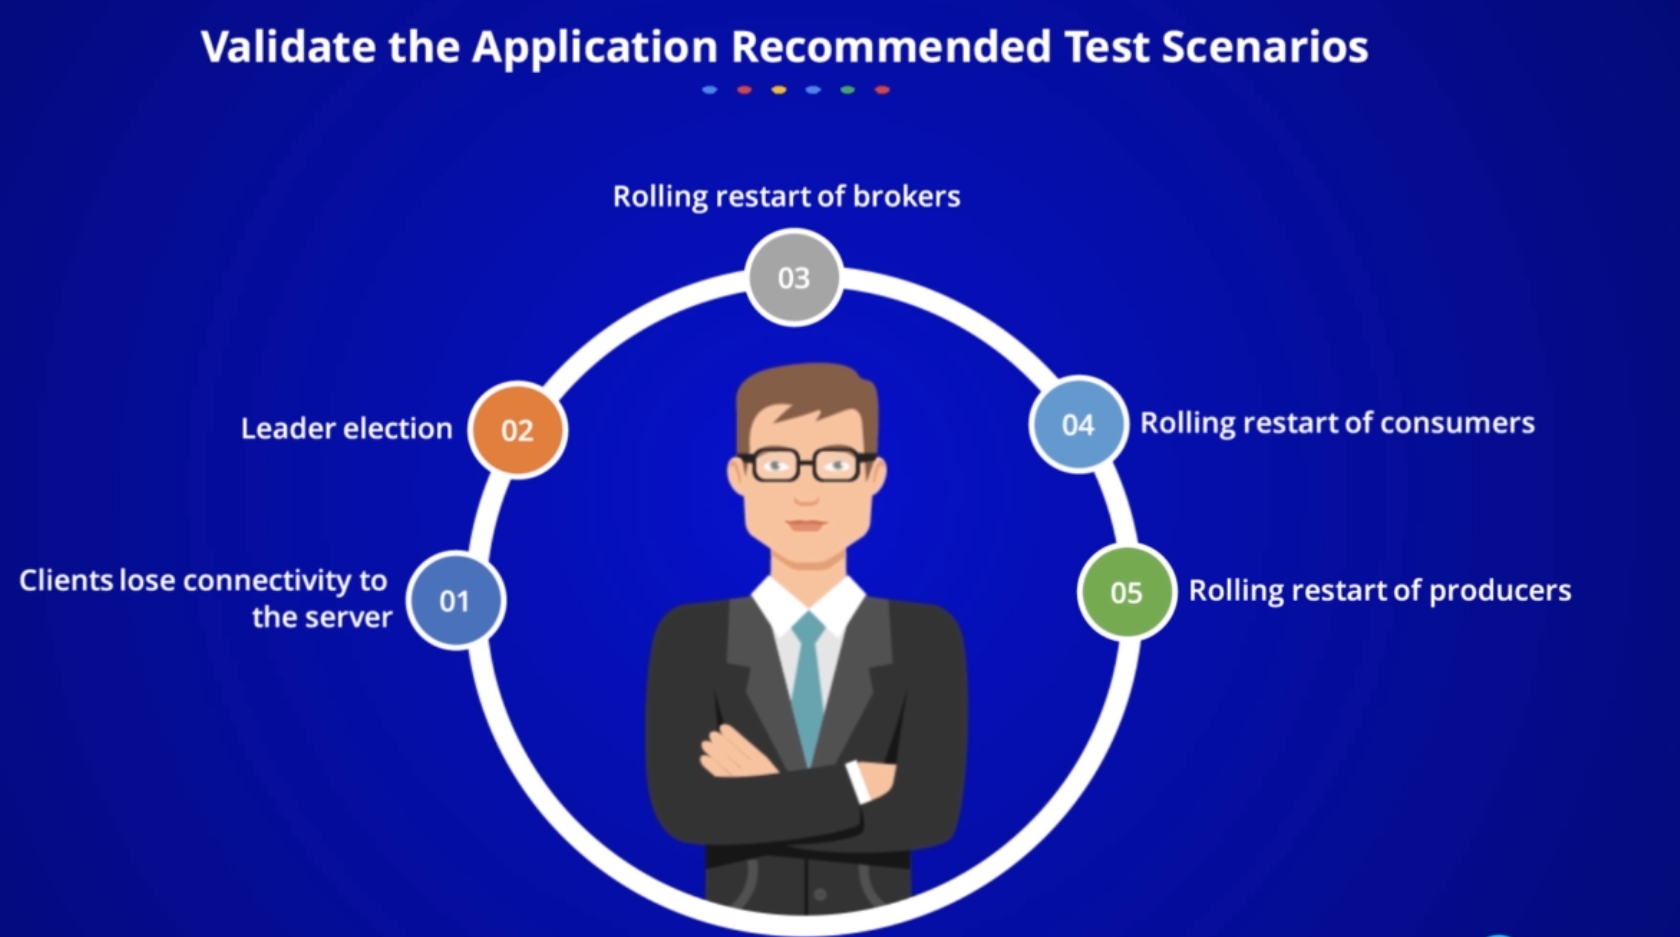 Validate the Application Recommended Test Scenarios
Rolling restart of brokers
03
Leader election
02
04
Rolling restart of consumers
Clients lose connectivity to
the server
01
05
Rolling restart of producers